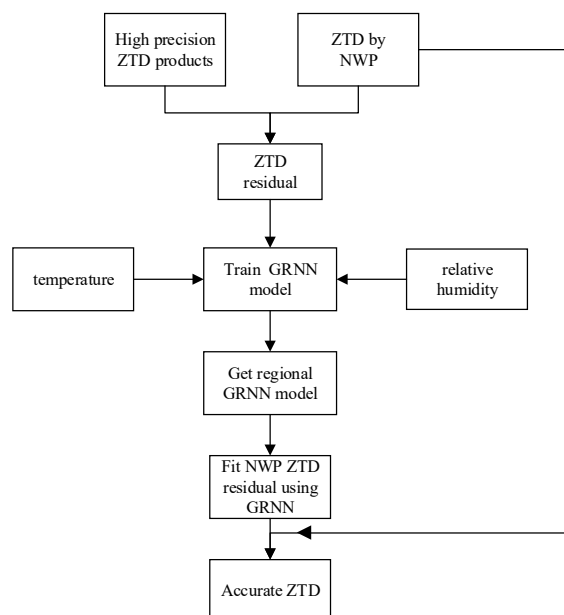 High precision
ZTD products
ZTD by
NWP
ZTD
residual
temperature
Train GRNN
model
relative
humidity
Get regional
GRNN model
Fit NWP ZTD
residual using
GRNN
Accurate ZTD